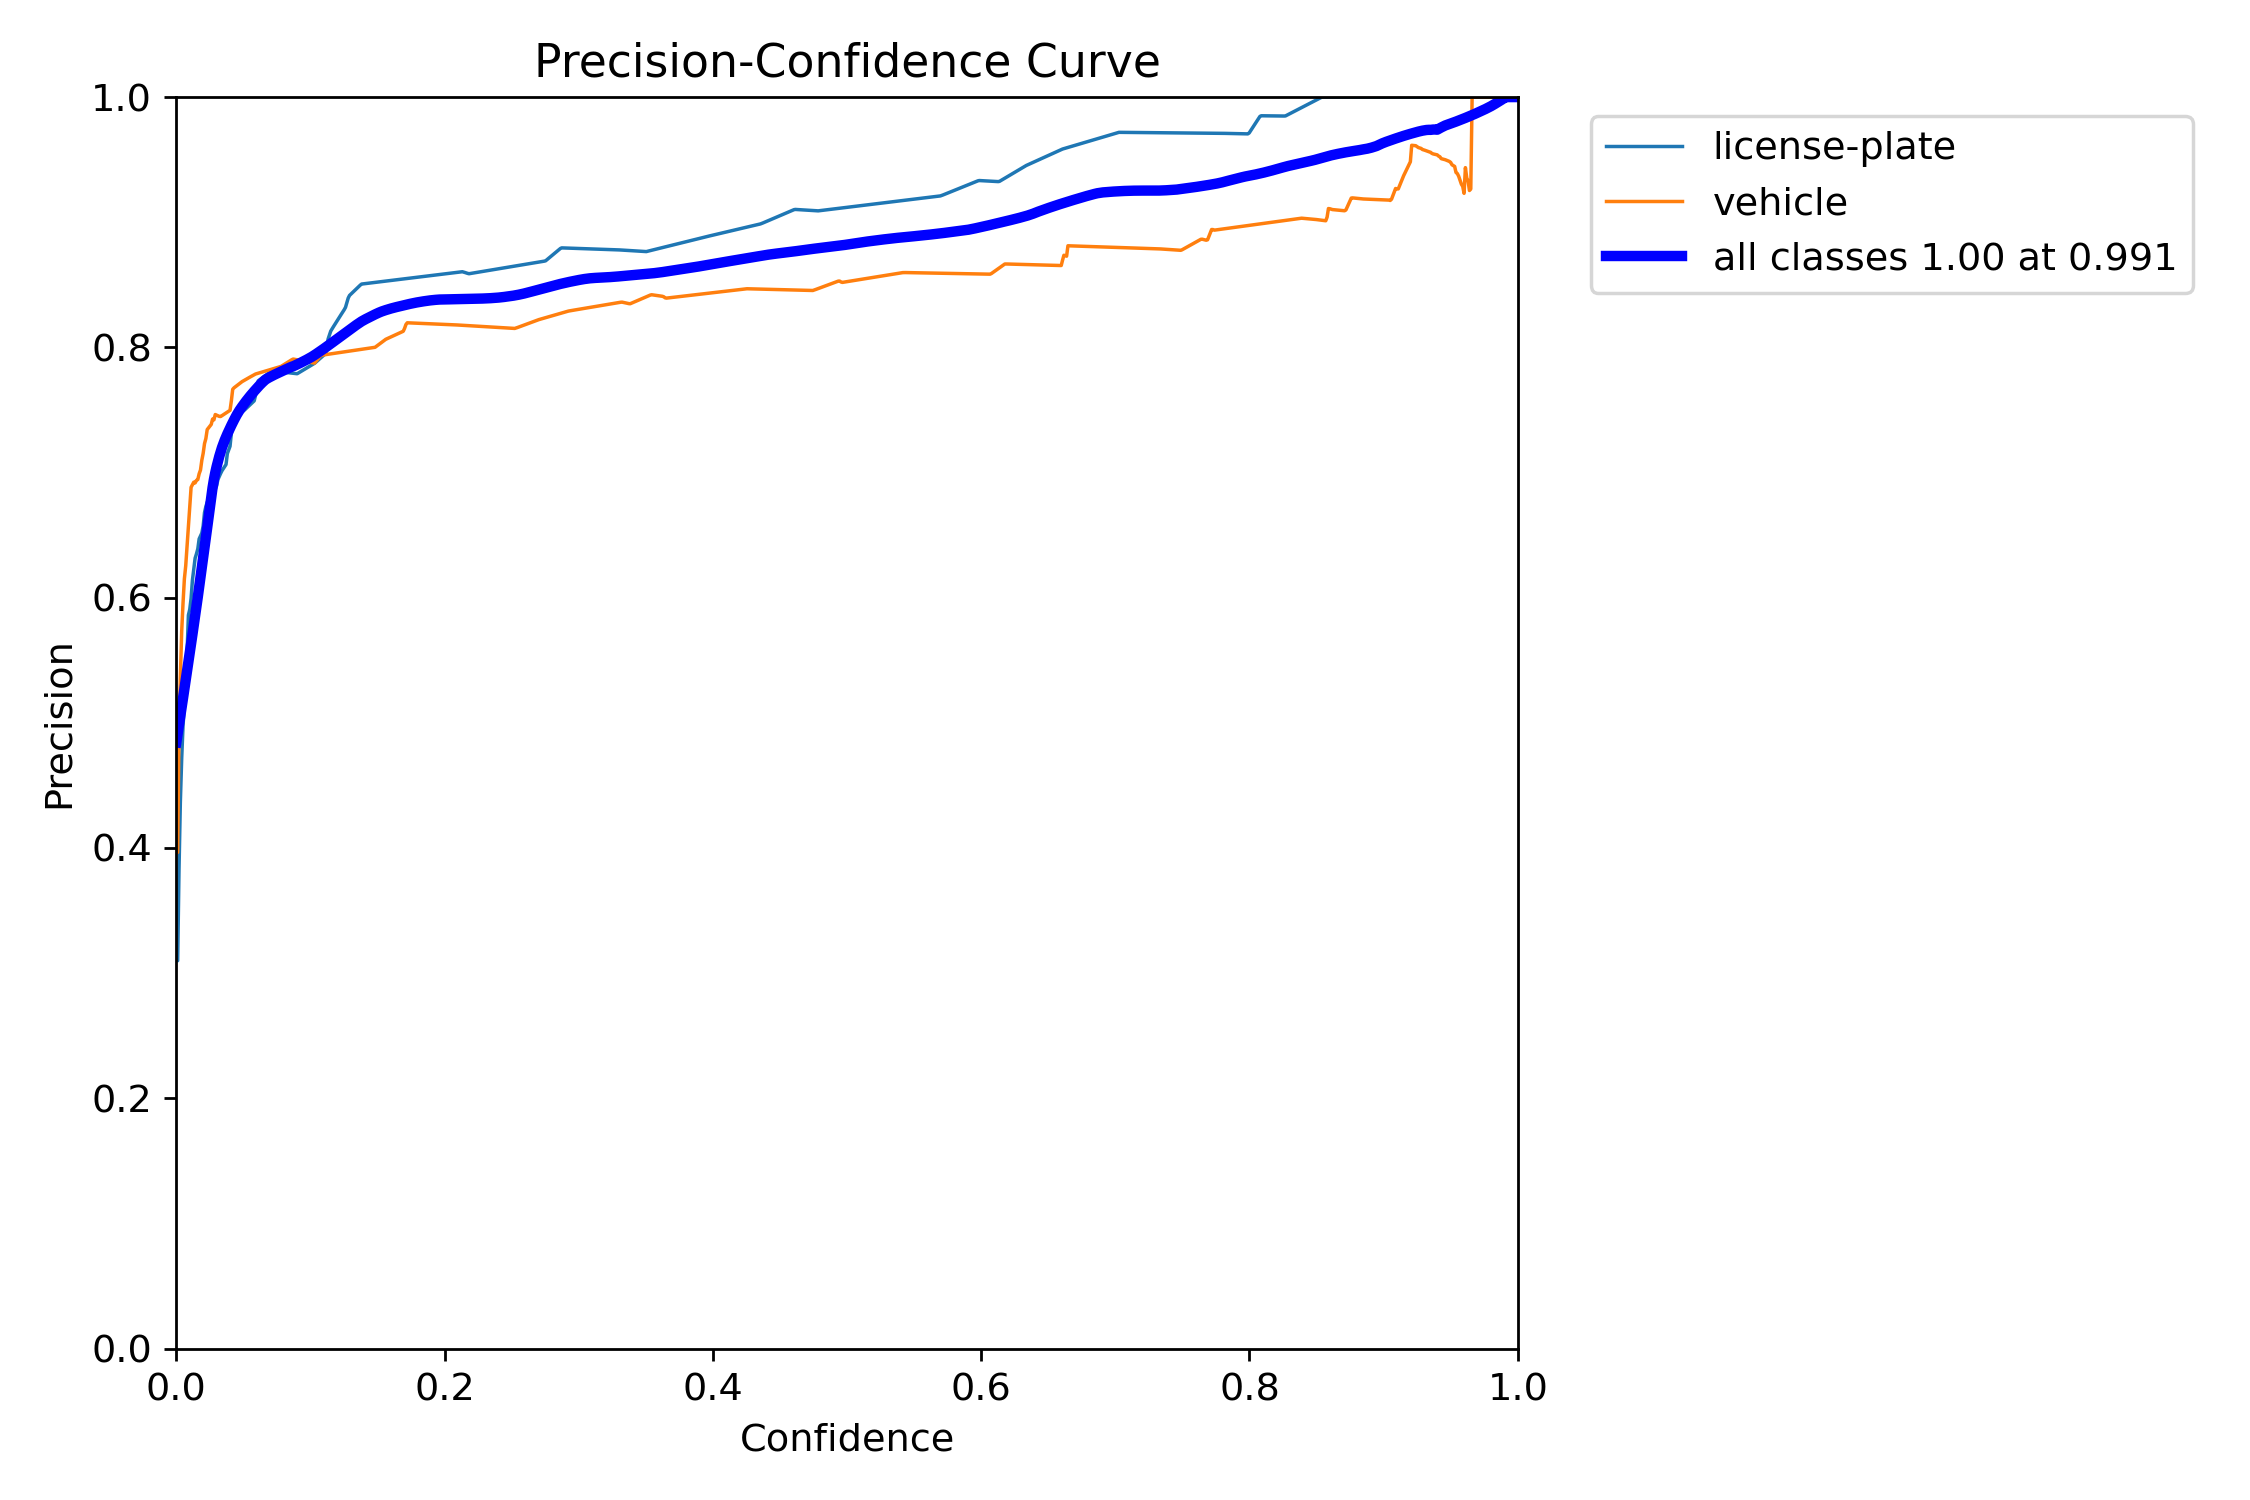 Precision-Confidence Curve
1.0
0.8
0.6
0.4
0.2
0.0
Precision
0.0 0.2 0.4 0.6 0.8 1.0
Confidence
license-plate
vehicle
all classes 1.00 at 0.991